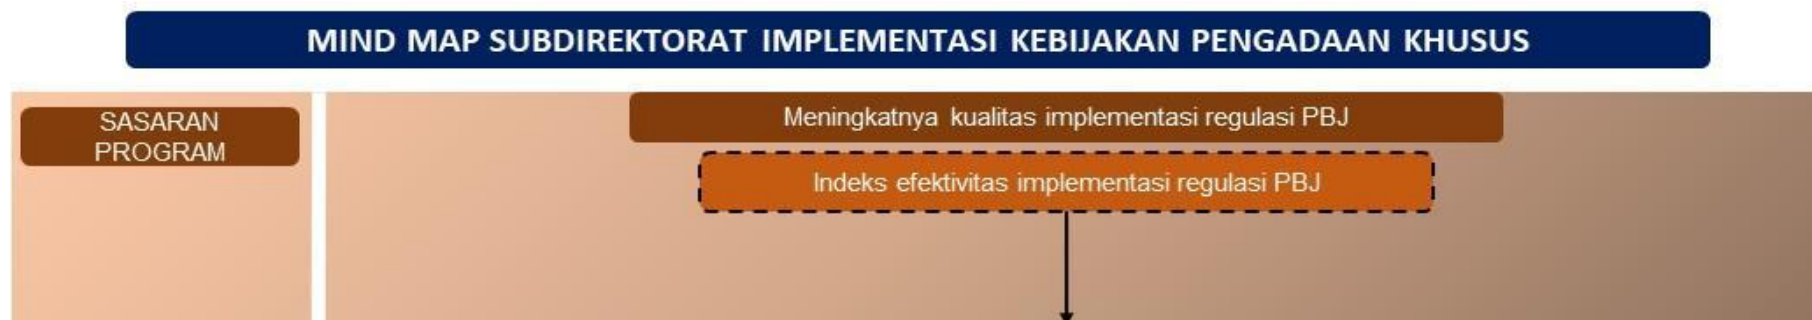 MIND MAP SUBDIREKTORAT IMPLEMENTASI KEBIJAKAN PENGADAAN KHUSUS
SASARAN
PROGRAM
Meningkatnya kualitas implementasi regulasi PBJ
Indeks efektivitas implementasi regulasi PBJ